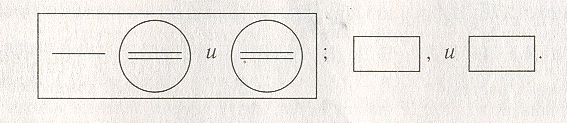 и ; , и .